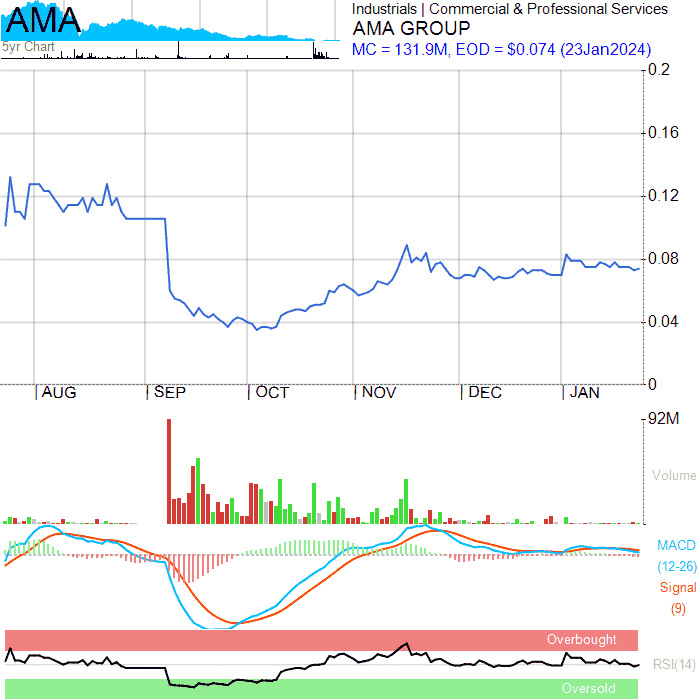 AMA
5yr Chart
Industrials | Commercial & Professional Services
AMA GROUP
MC = 131.9M, EOD = $0.074 (23Jan2024)
0.2
0.16
0.12
0.08
0.04
0
AUG SEP OCT NOV DEC JAN
92M
Volume
MACD
(12-26)
Signal
(9)
Overbought
RSI(14)
Oversold